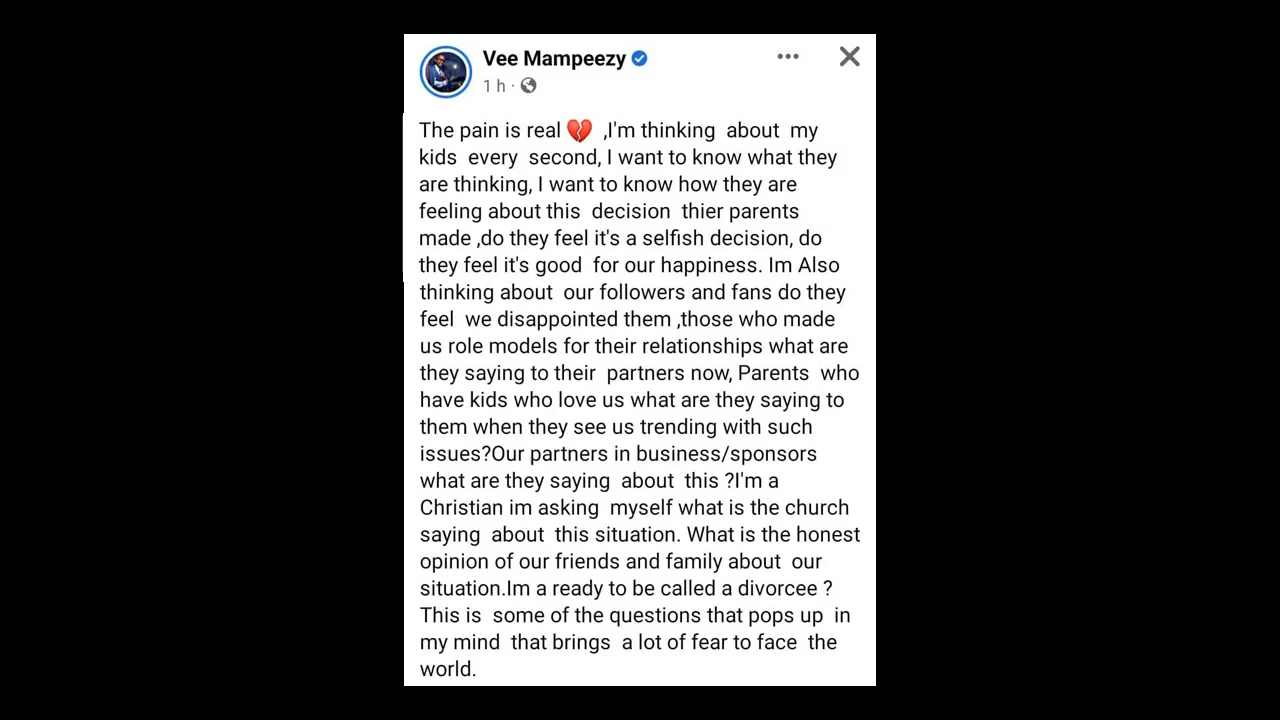 Vee Mampeezy
1 h ·
The pain is real 💔 ,I'm thinking about my
kids every second, I want to know what they
are thinking, I want to know how they are
feeling about this decision thier parents
made ,do they feel it's a selfish decision, do
they feel it's good for our happiness. Im Also
thinking about our followers and fans do they
feel we disappointed them ,those who made
us role models for their relationships what are
they saying to their partners now, Parents who
have kids who love us what are they saying to
them when they see us trending with such
issues?Our partners in business/sponsors
what are they saying about this ?I'm a
Christian im asking myself what is the church
saying about this situation. What is the honest
opinion of our friends and family about our
situation.Im a ready to be called a divorcee ?
This is some of the questions that pops up in
my mind that brings a lot of fear to face the
world.